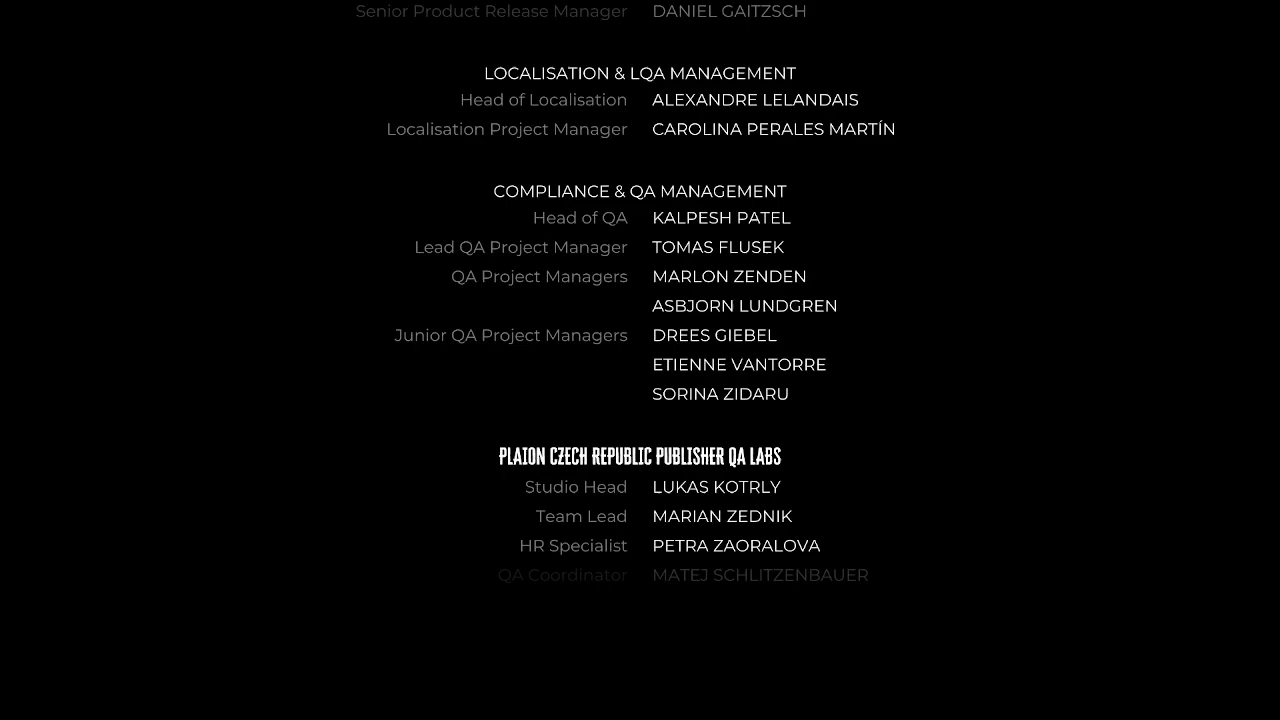 Senior Product Release Manager DANIEL GAITZSCH
LOCALISATION & LQA MANAGEMENT
Head of Localisation ALEXANDRE LELANDAIS
Localisation Project Manager CAROLINA PERALES MARTÍN
COMPLIANCE & QA MANAGEMENT
Head of QA KALPESH PATEL
Lead QA Project Manager TOMAS FLUSEK
QA Project Managers MARLON ZENDEN
ASBJORN LUNDGREN
Junior QA Project Managers DREES GIEBEL
ETIENNE VANTORRE
SORINA ZIDARU
PLAION CZECH REPUBLIC PUBLISHER QA LABS
Studio Head LUKAS KOTRLY
Team Lead MARIAN ZEDNIK
HR Specialist PETRA ZAORALOVA
QA Coordinator MATEJ SCHLITZENBAUER